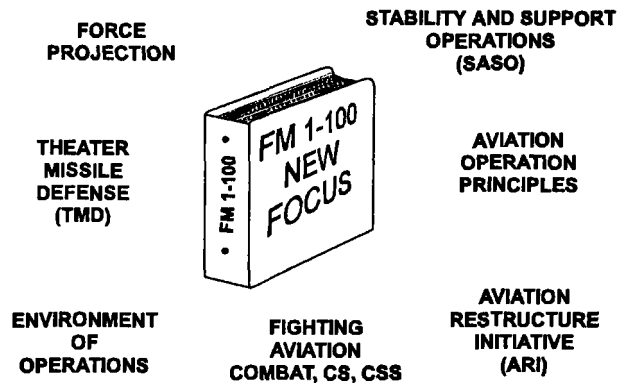 FORCE
PROJECTION
STABILITY AND SUPPORT
OPERATIONS
(SASO)
THEATER
MISSILE
DEFENSE
(TMD)
FM 1-100
FM 1-100
NEW
FOCUS
AVIATION
OPERATION
PRINCIPLES
ENVIRONMENT
OF
OPERATIONS
FIGHTING
AVIATION
COMBAT, CS, CSS
AVIATION
RESTRUCTURE
INITIATIVE
(ARI)